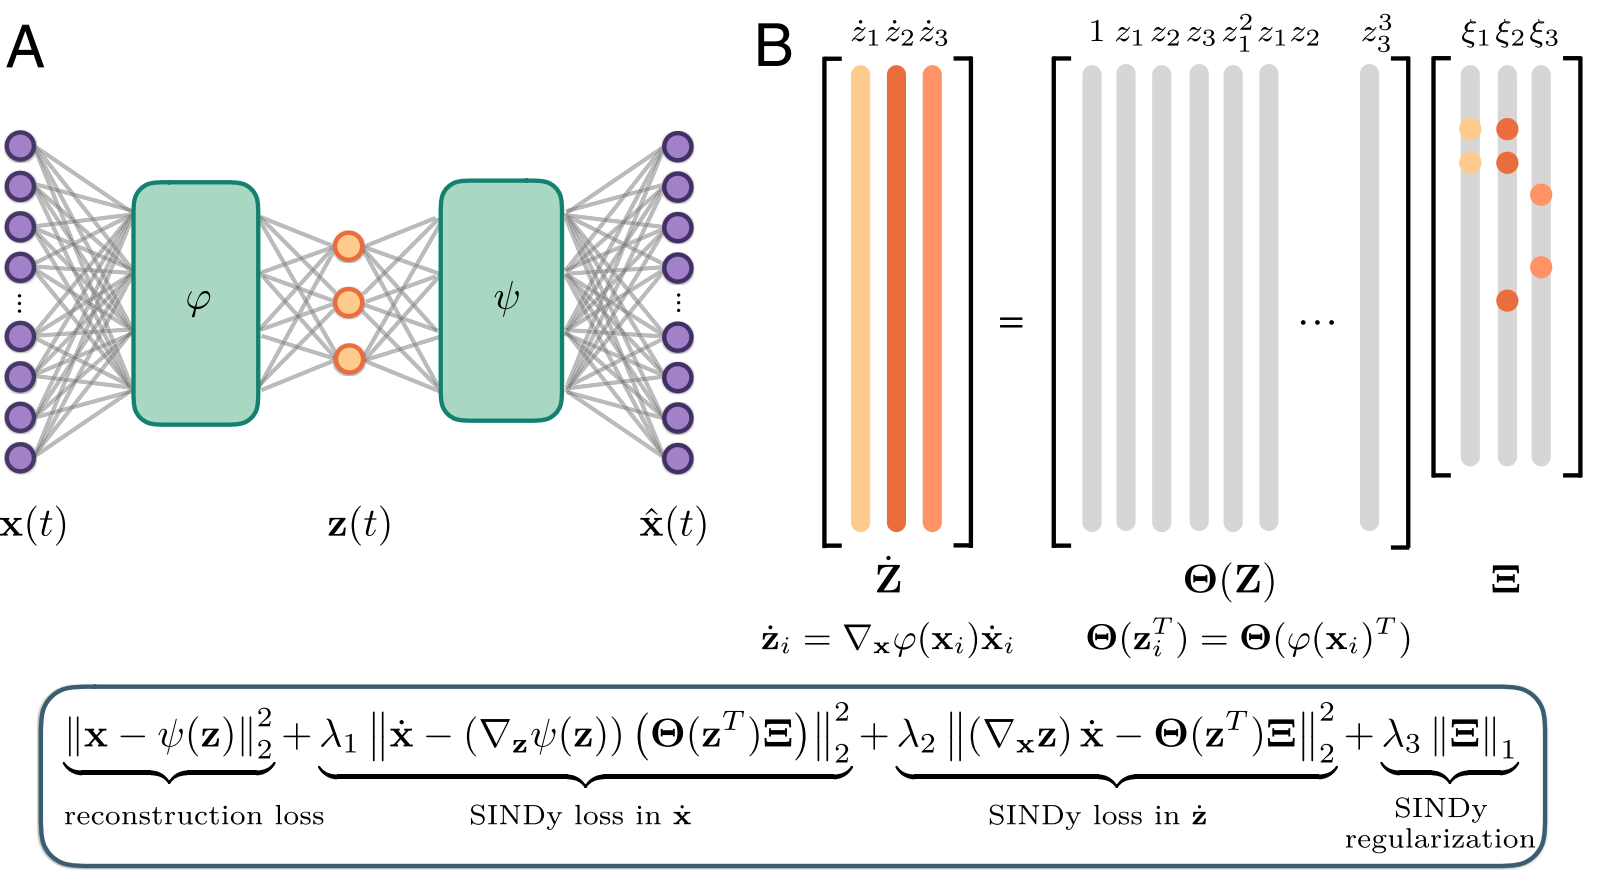 A
φ
ψ
⋮
⋮
x(t)
z(t)
x̂(t)
B
ż₁ ż₂ ż₃
1 z₁ z₂ z₃ z₁² z₁z₂ z₃³
ξ₁ ξ₂ ξ₃
=
⋯
Ż
Θ(Z)
Ξ
żᵢ = ∇ₓφ(xᵢ)ẋᵢ
Θ(zᵢᵀ) = Θ(φ(xᵢ)ᵀ)
‖x − ψ(z)‖₂² + λ₁ ‖ẋ − (∇_z ψ(z)) (Θ(zᵀ)Ξ)‖₂² + λ₂ ‖(∇ₓz) ẋ − Θ(zᵀ)Ξ‖₂² + λ₃ ‖Ξ‖₁
reconstruction loss
SINDy loss in ẋ
SINDy loss in ż
SINDy
regularization